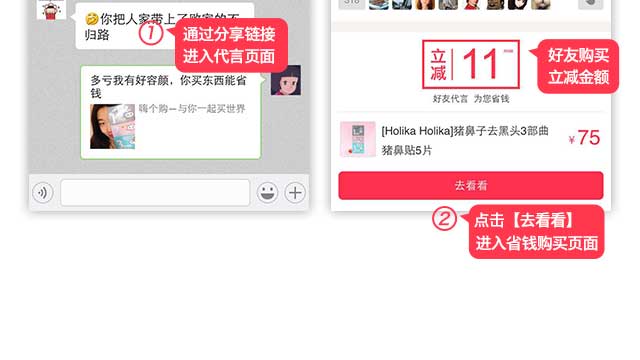 🤔你把人家带上了败家的不
归路
① 通过分享链接
进入代言页面
多亏我有好容颜，你买东西能省
钱
嗨个购—与你一起买世界
318
立减 11
好友购买
立减金额
好友代言 为您省钱
[Holika Holika]猪鼻子去黑头3部曲
猪鼻贴5片
¥75
去看看
② 点击【去看看】
进入省钱购买页面